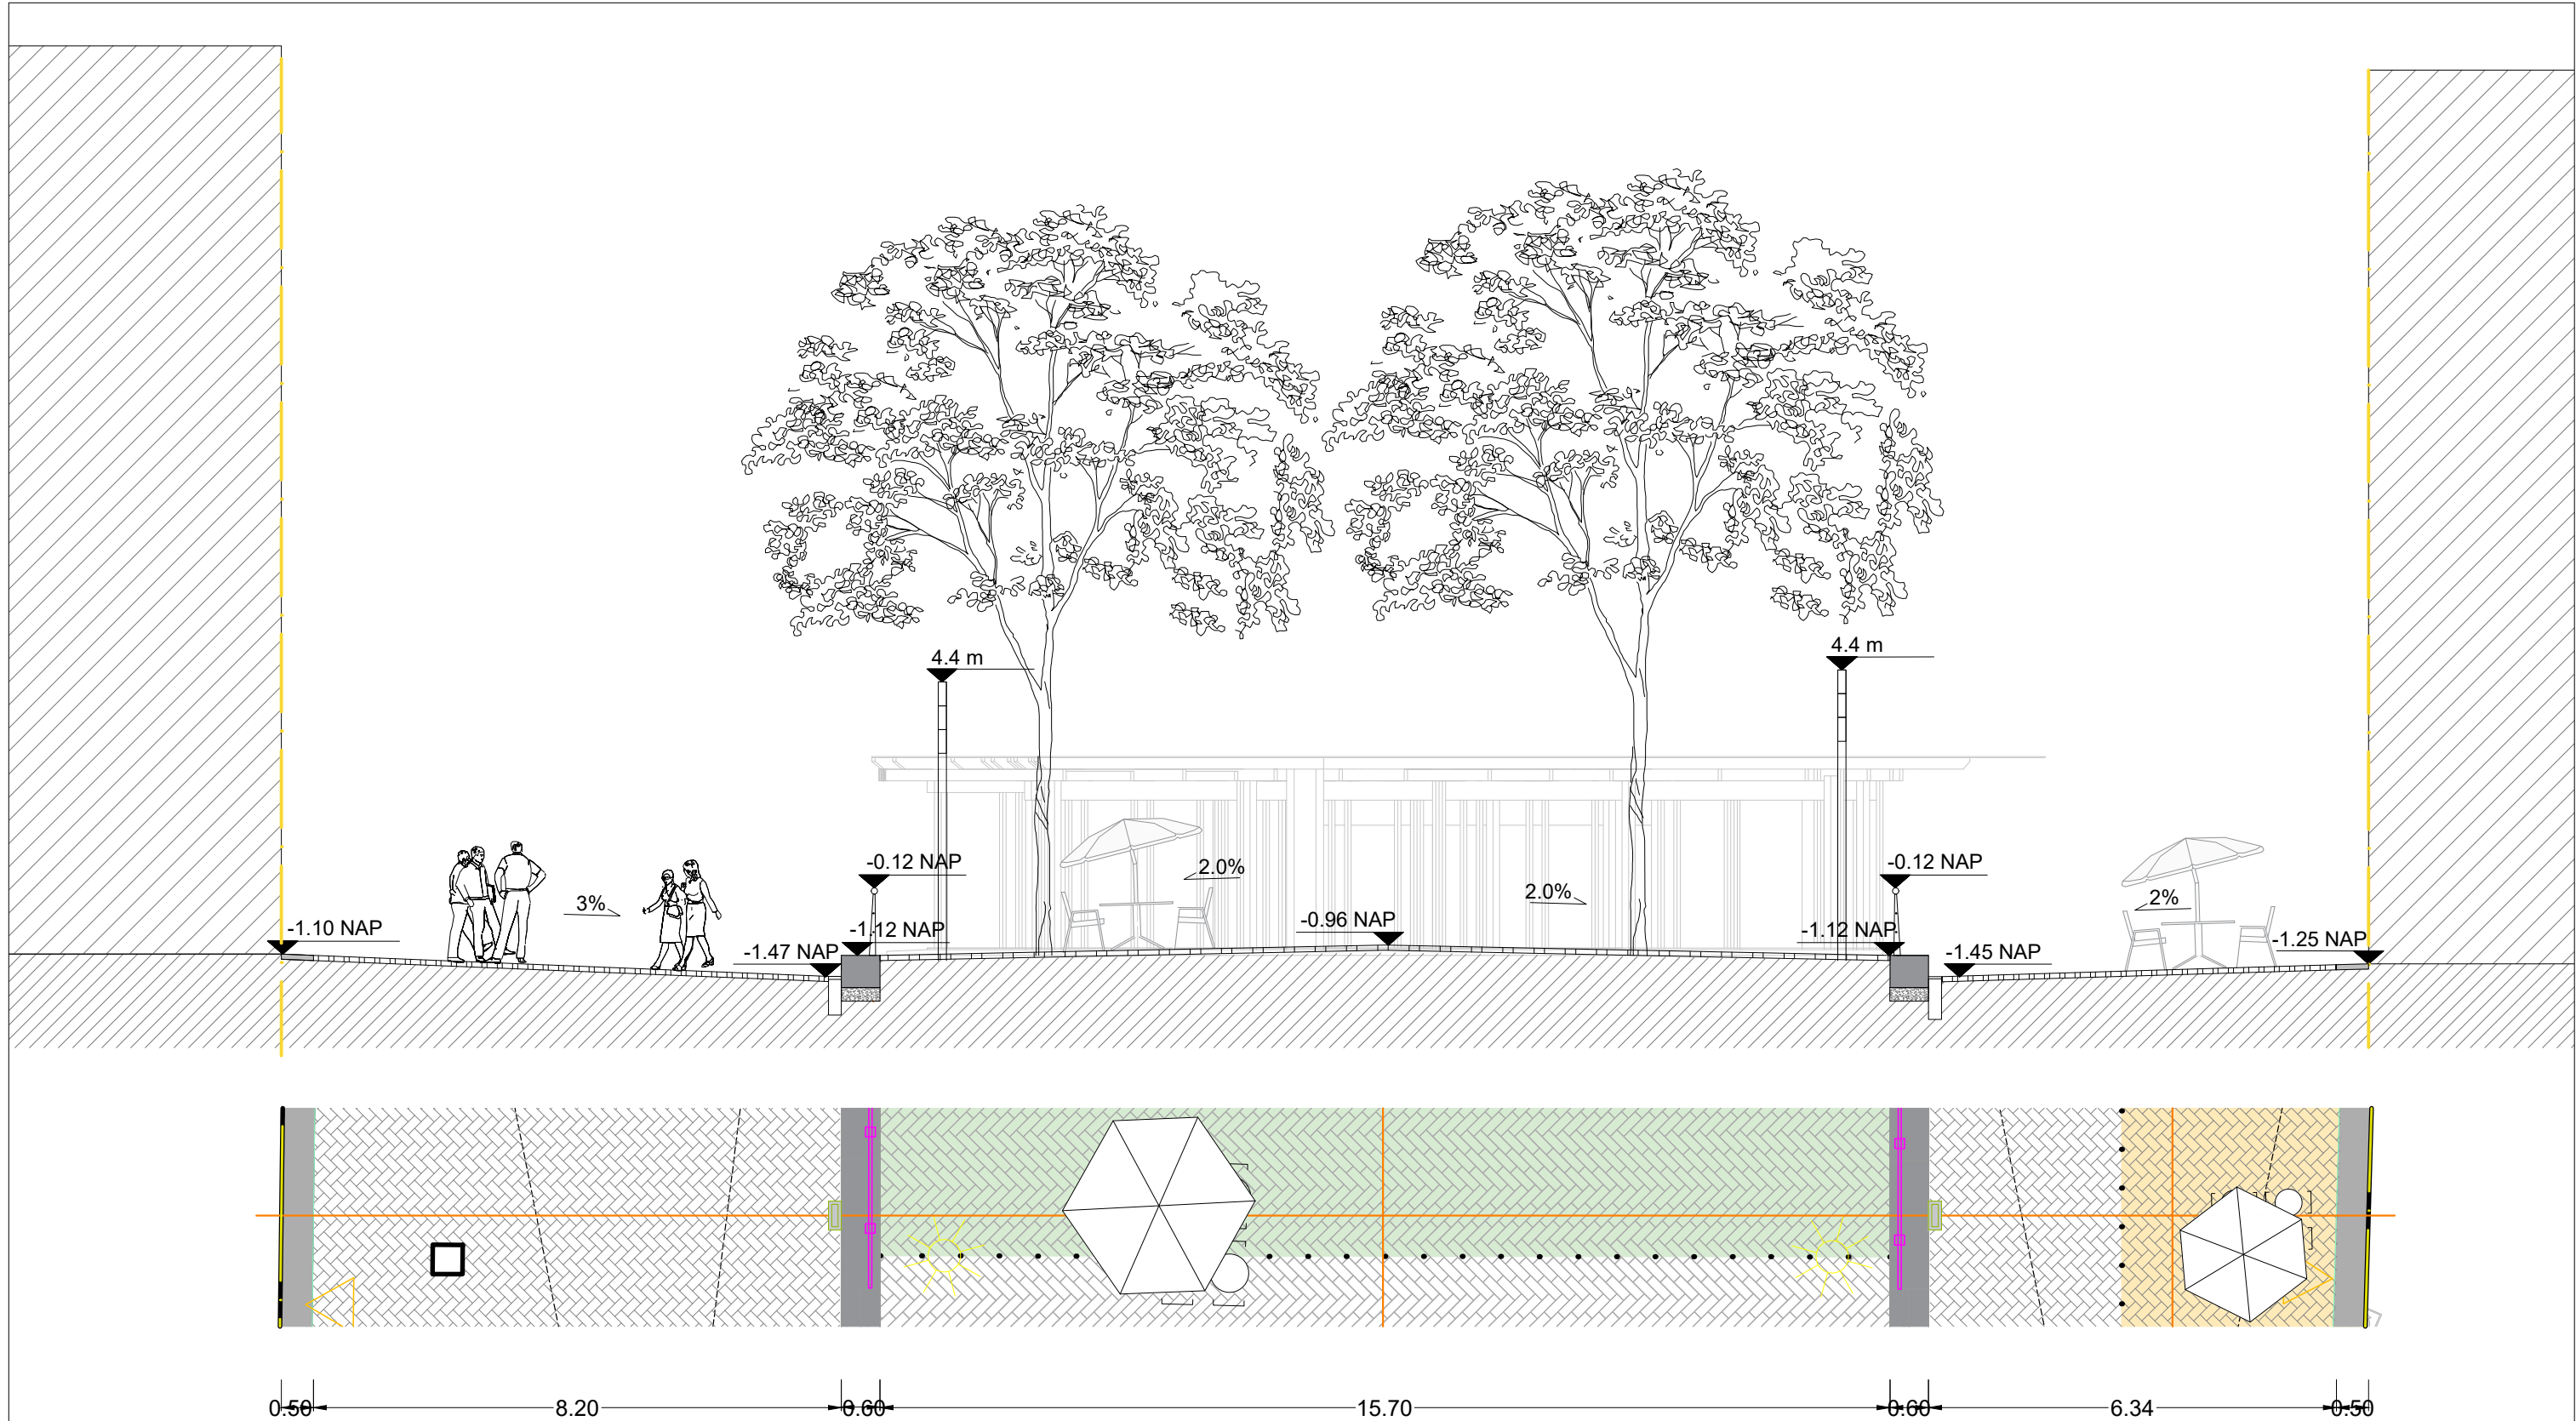 4.4 m
4.4 m
-0.12 NAP
2.0%
2.0%
-0.12 NAP
3%
2%
-1.10 NAP
-1.47 NAP
-1.12 NAP
-0.96 NAP
-1.12 NAP
-1.45 NAP
-1.25 NAP
0.50
8.20
0.60
15.70
0.60
6.34
0.50